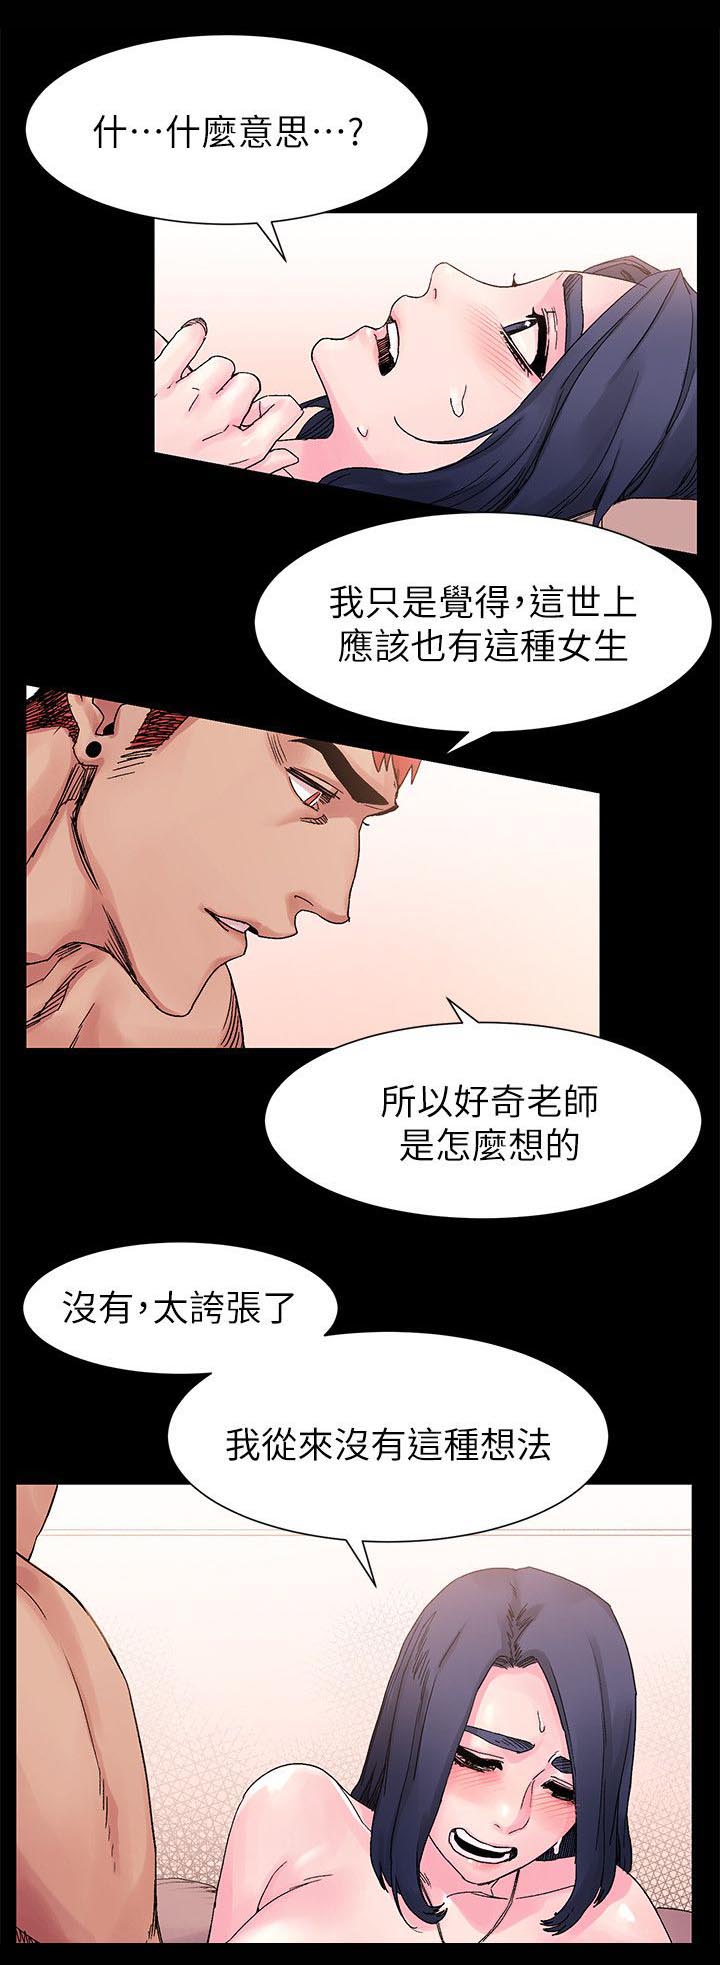 什⋯什麼意思⋯?
我只是覺得，這世上
應該也有這種女生
所以好奇老師
是怎麼想的
沒有，太誇張了
我從來沒有這種想法